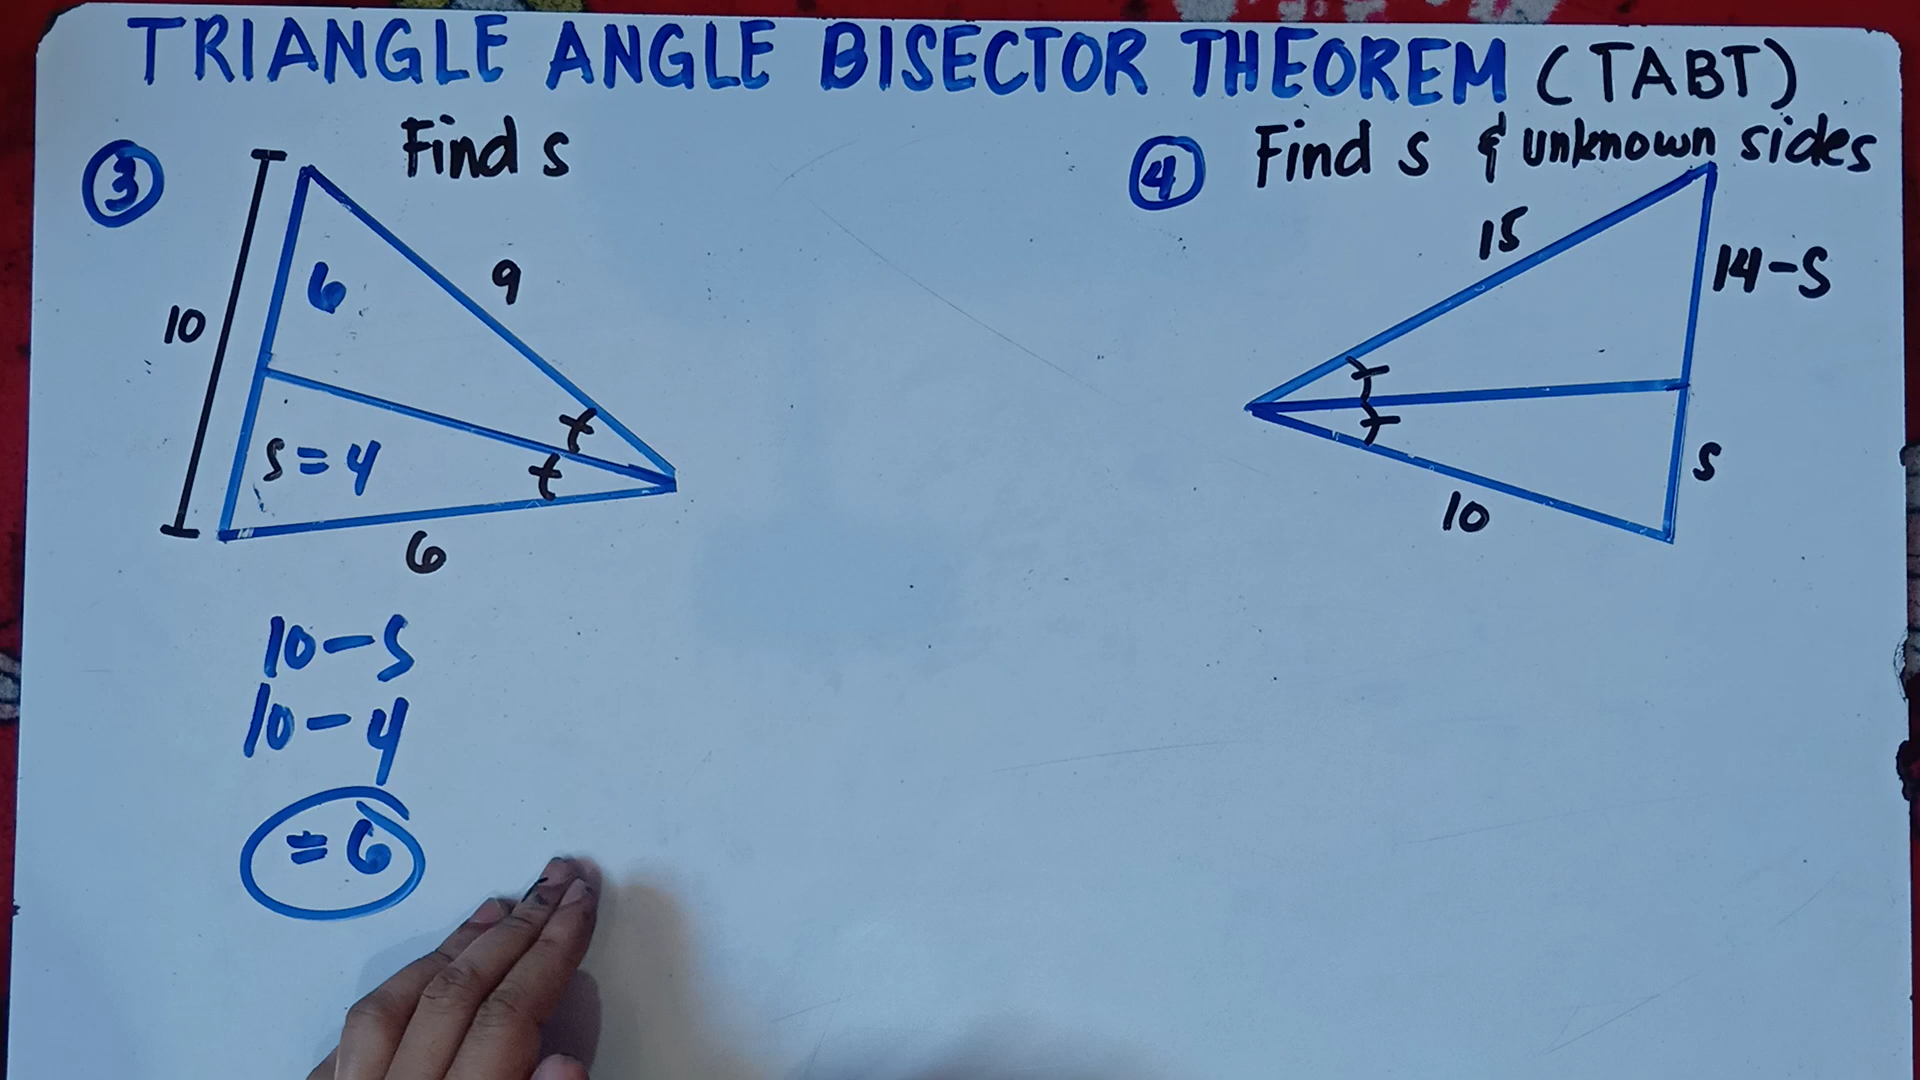 TRIANGLE ANGLE BISECTOR THEOREM (TABT)
3 Find s
10
6
9
s = 4
6
10 - s
10 - 4
= 6
4 Find s & unknown sides
15
14 - s
s
10